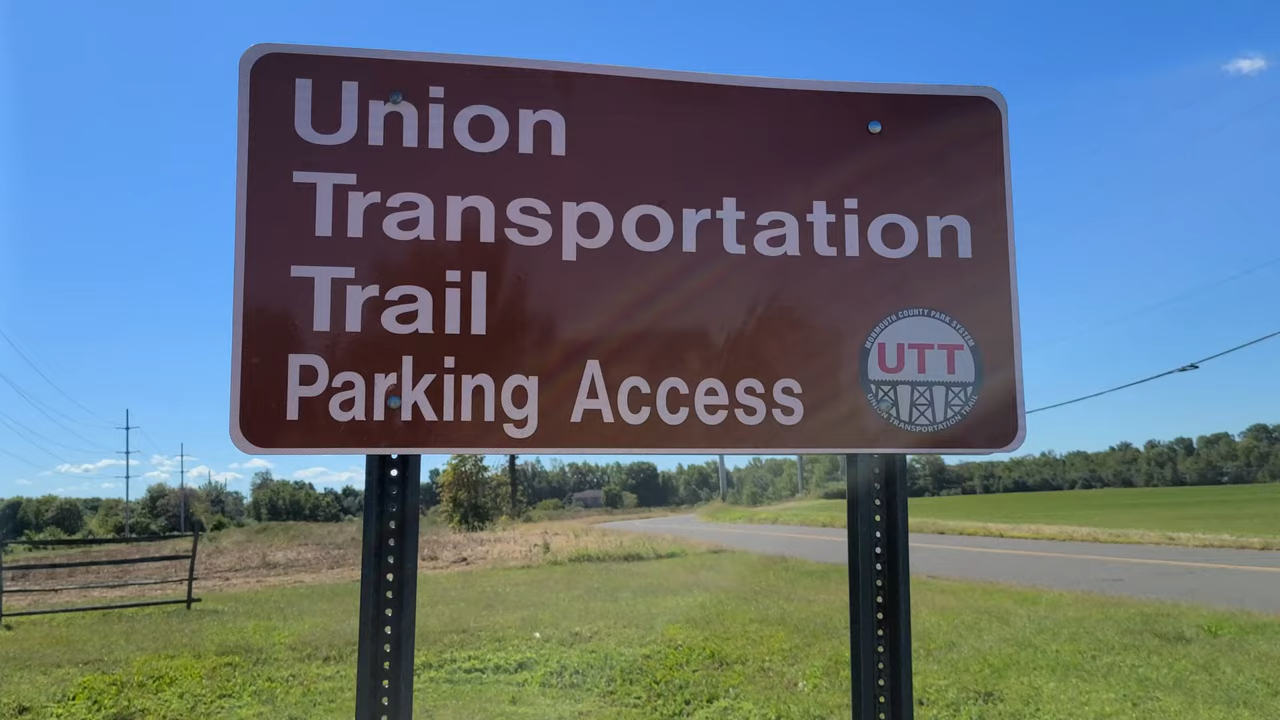 Union
Transportation
Trail
Parking Access
MONMOUTH COUNTY PARK SYSTEM
UTT
UNION TRANSPORTATION TRAIL